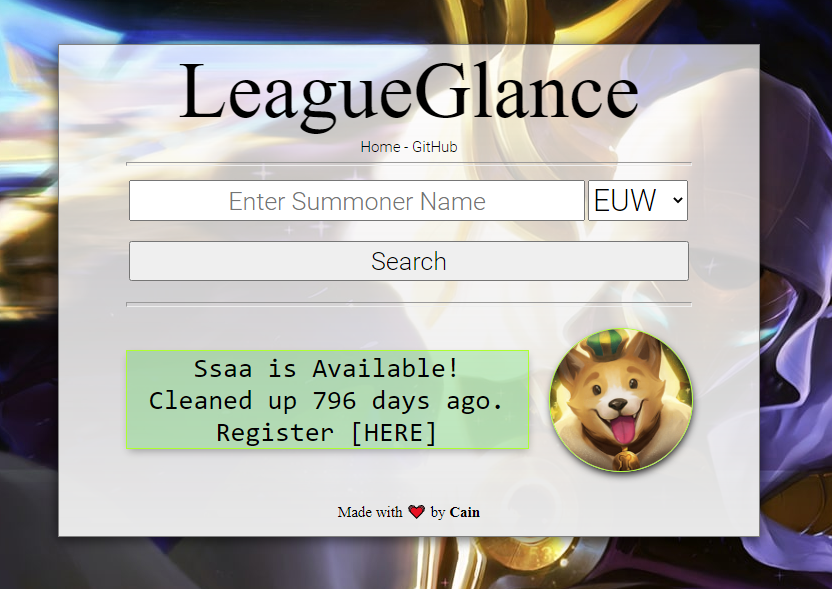 LeagueGlance
Home - GitHub
Enter Summoner Name
EUW
Search
Ssaa is Available!
Cleaned up 796 days ago.
Register [HERE]
Made with ❤️ by Cain